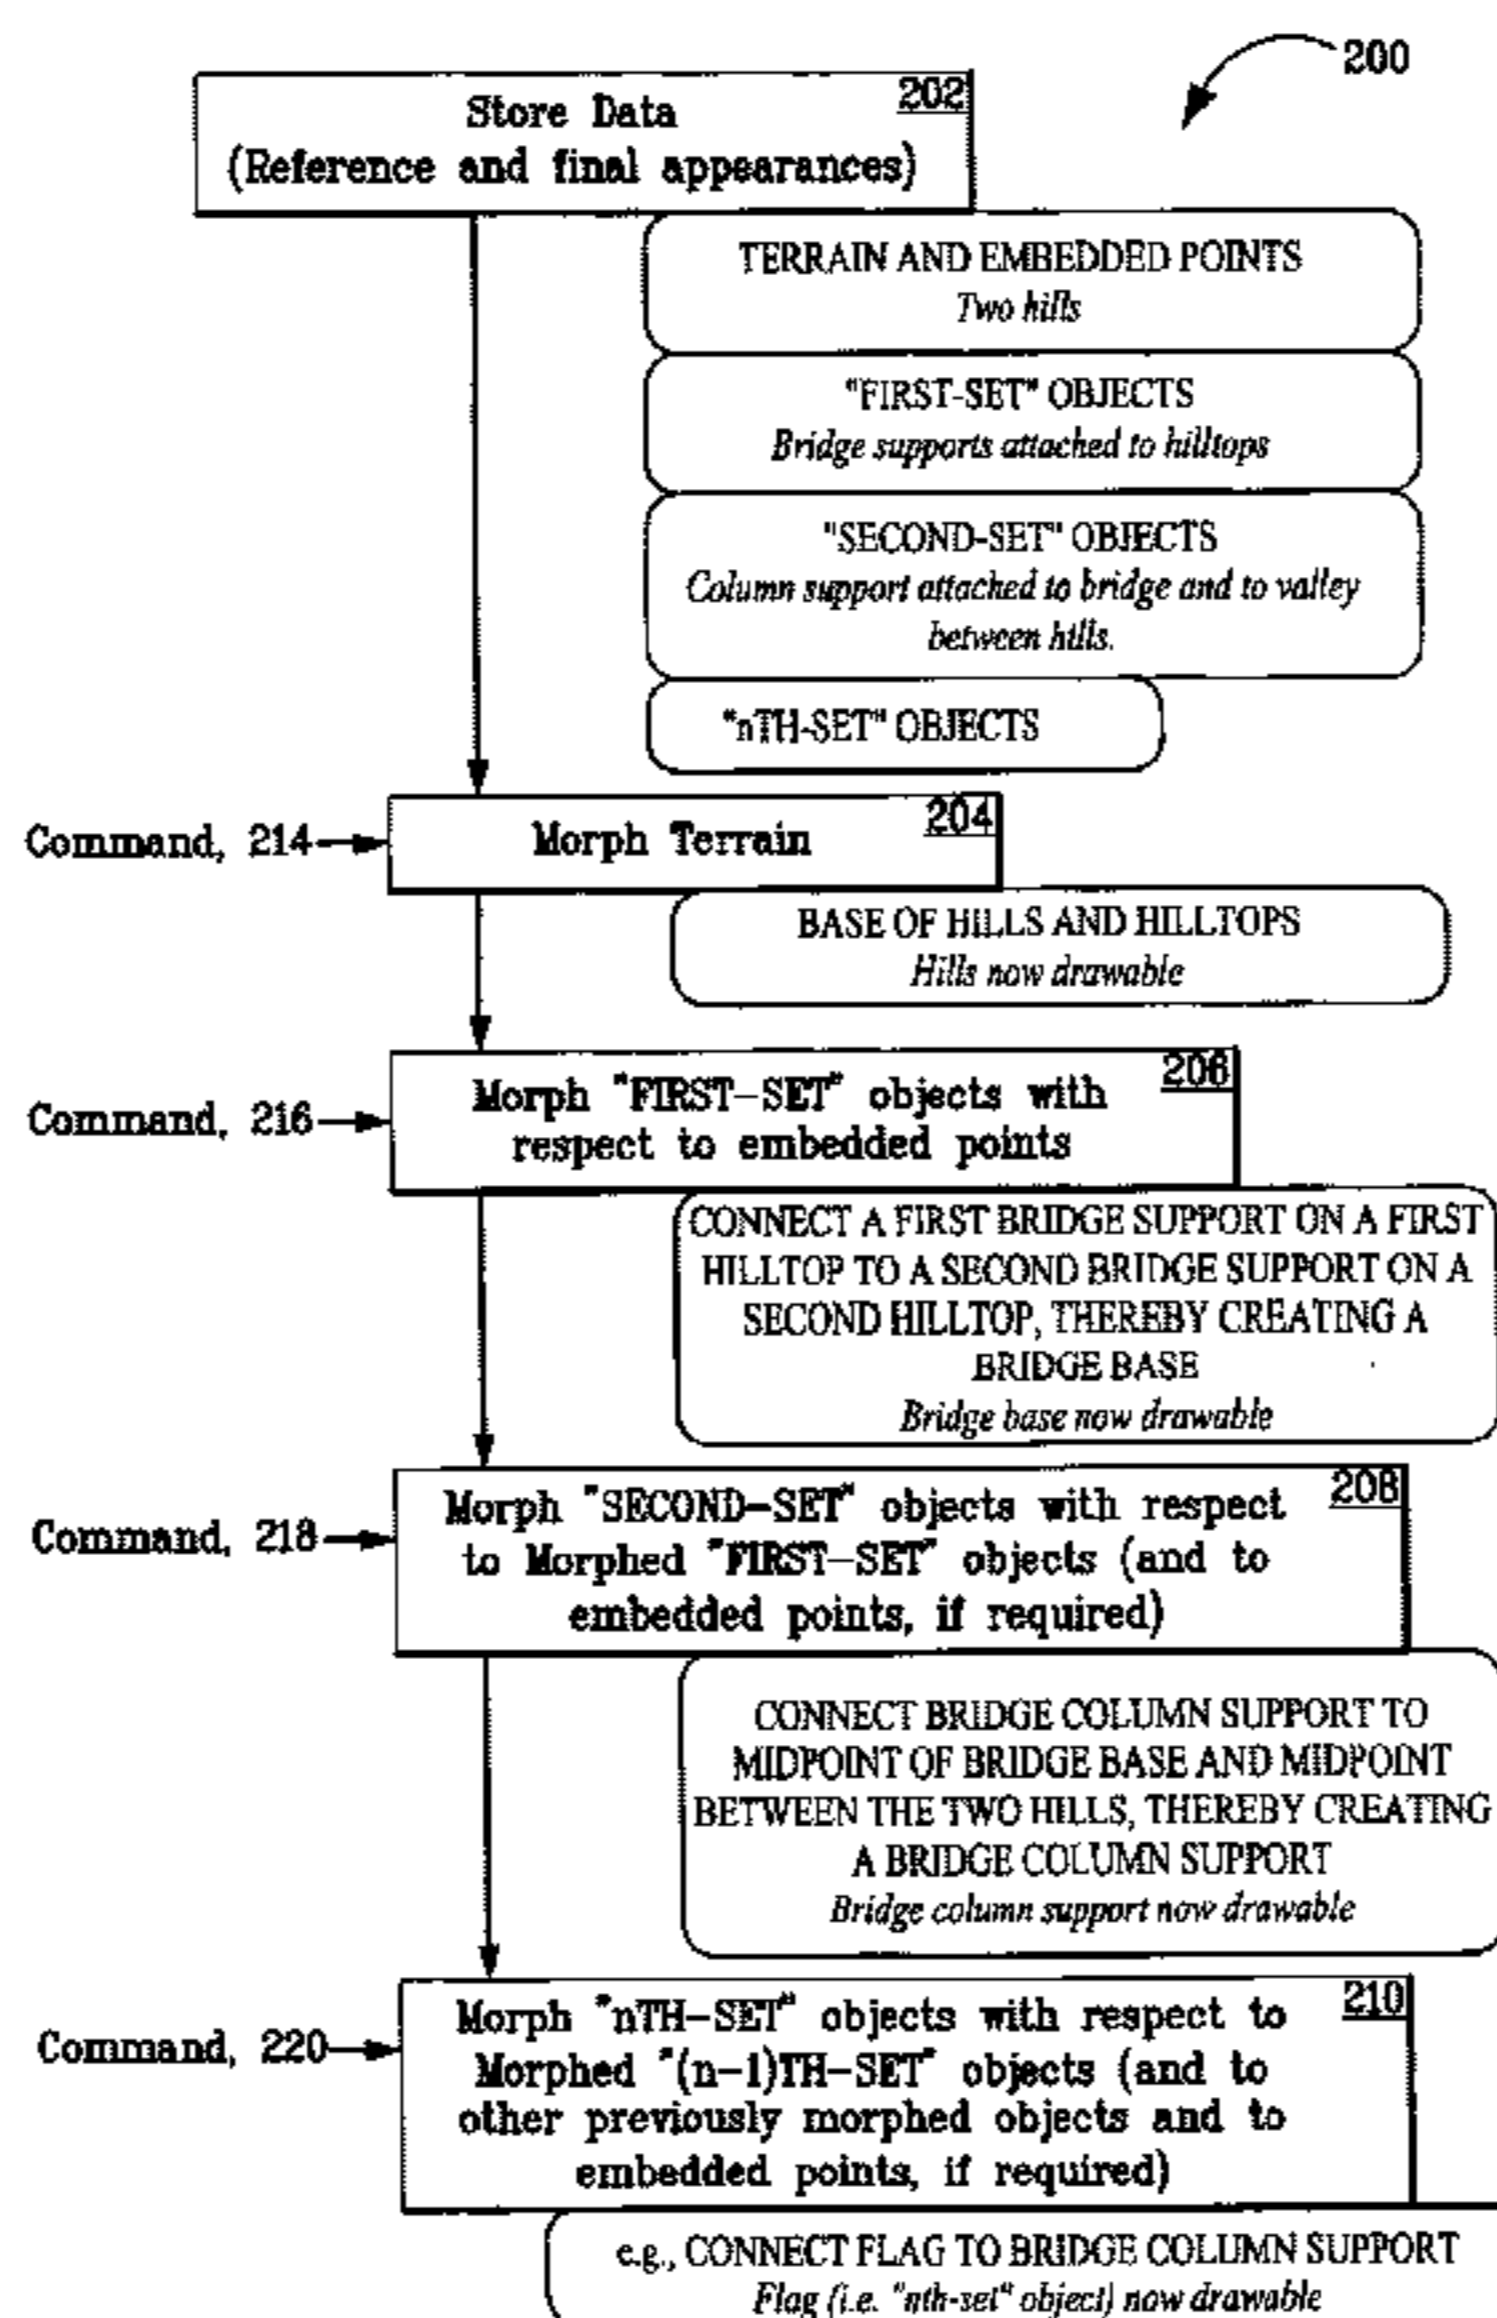 200
202
Store Data
(Reference and final appearances)
TERRAIN AND EMBEDDED POINTS
Two hills
"FIRST-SET" OBJECTS
Bridge supports attached to hilltops
"SECOND-SET" OBJECTS
Column support attached to bridge and to valley
between hills.
"nTH-SET" OBJECTS
204
Command, 214
Morph Terrain
BASE OF HILLS AND HILLTOPS
Hills now drawable
206
Command, 216
Morph "FIRST-SET" objects with
respect to embedded points
CONNECT A FIRST BRIDGE SUPPORT ON A FIRST
HILLTOP TO A SECOND BRIDGE SUPPORT ON A
SECOND HILLTOP, THEREBY CREATING A
BRIDGE BASE
Bridge base now drawable
208
Command, 218
Morph "SECOND-SET" objects with respect
to Morphed "FIRST-SET" objects (and to
embedded points, if required)
CONNECT BRIDGE COLUMN SUPPORT TO
MIDPOINT OF BRIDGE BASE AND MIDPOINT
BETWEEN THE TWO HILLS, THEREBY CREATING
A BRIDGE COLUMN SUPPORT
Bridge column support now drawable
210
Command, 220
Morph "nTH-SET" objects with respect to
Morphed "(n-1)TH-SET" objects (and to
other previously morphed objects and to
embedded points, if required)
e.g., CONNECT FLAG TO BRIDGE COLUMN SUPPORT
Flag (i.e. "nth-set" object) now drawable